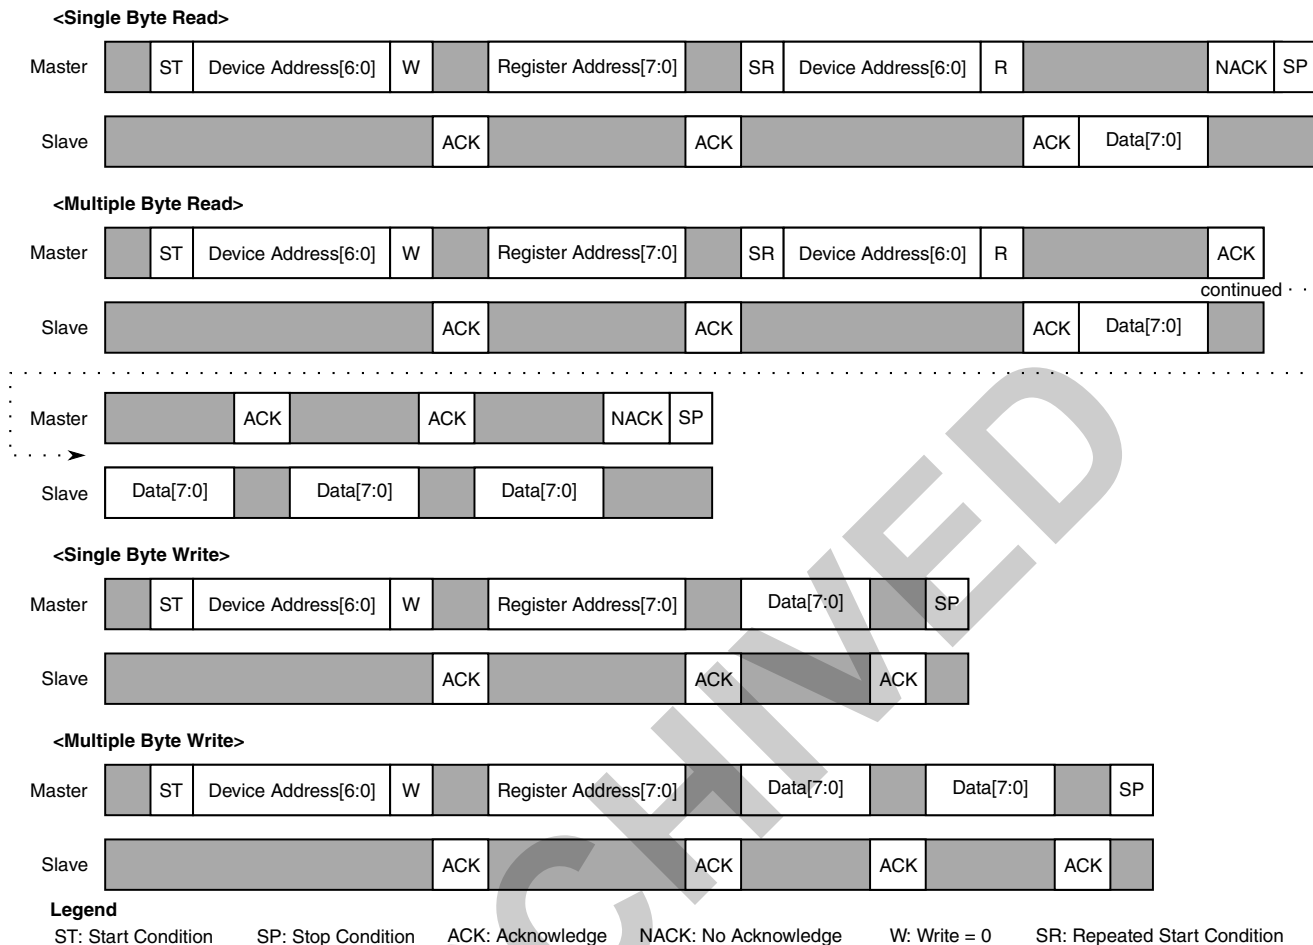 <Single Byte Read>
Master ST Device Address[6:0] W Register Address[7:0] SR Device Address[6:0] R NACK SP
Slave ACK ACK ACK Data[7:0]
<Multiple Byte Read>
Master ST Device Address[6:0] W Register Address[7:0] SR Device Address[6:0] R ACK
continued
Slave ACK ACK ACK Data[7:0]
Master ACK ACK NACK SP
Slave Data[7:0] Data[7:0] Data[7:0]
<Single Byte Write>
Master ST Device Address[6:0] W Register Address[7:0] Data[7:0] SP
Slave ACK ACK ACK
<Multiple Byte Write>
Master ST Device Address[6:0] W Register Address[7:0] Data[7:0] Data[7:0] SP
Slave ACK ACK ACK ACK
Legend
ST: Start Condition SP: Stop Condition ACK: Acknowledge NACK: No Acknowledge W: Write = 0 SR: Repeated Start Condition
CHIVED